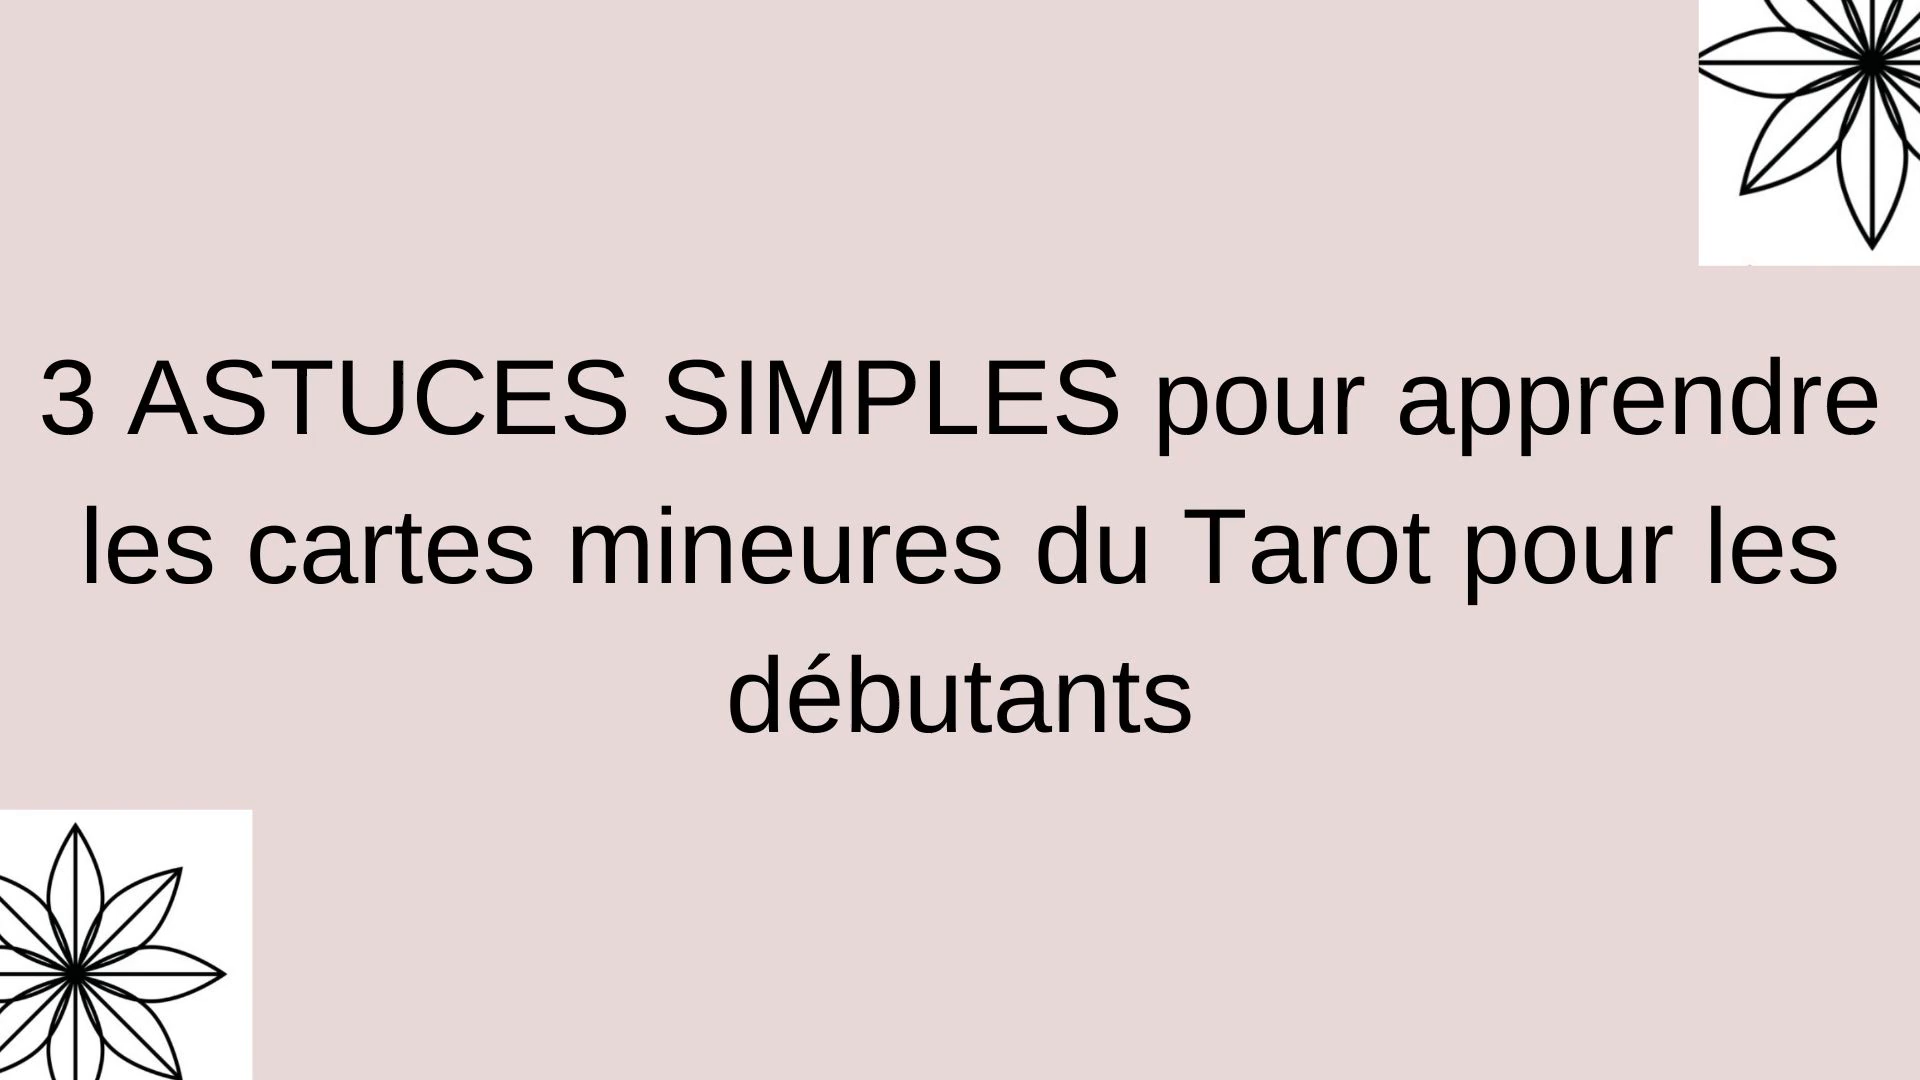 3 ASTUCES SIMPLES pour apprendre
les cartes mineures du Tarot pour les
débutants